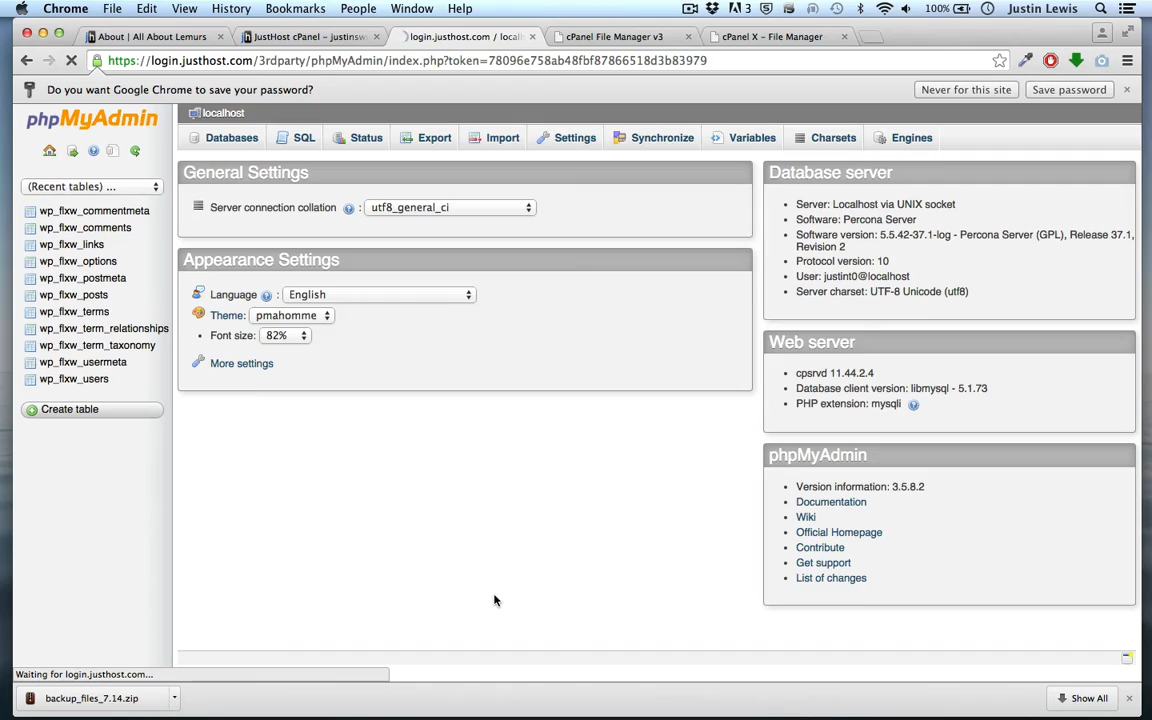 Chrome File Edit View History Bookmarks People Window Help 3 100% Justin Lewis
About | All About Lemurs JustHost cPanel – justinsw login.justhost.com / localh cPanel File Manager v3 cPanel X – File Manager
https://login.justhost.com/3rdparty/phpMyAdmin/index.php?token=78096e758ab48fbf87866518d3b83979
Do you want Google Chrome to save your password? Never for this site Save password
phpMyAdmin
(Recent tables) ...
wp_flxw_commentmeta
wp_flxw_comments
wp_flxw_links
wp_flxw_options
wp_flxw_postmeta
wp_flxw_posts
wp_flxw_terms
wp_flxw_term_relationships
wp_flxw_term_taxonomy
wp_flxw_usermeta
wp_flxw_users
Create table
localhost
Databases SQL Status Export Import Settings Synchronize Variables Charsets Engines
General Settings
Server connection collation : utf8_general_ci
Appearance Settings
Language : English
Theme: pmahomme
Font size: 82%
More settings
Database server
Server: Localhost via UNIX socket
Software: Percona Server
Software version: 5.5.42-37.1-log - Percona Server (GPL), Release 37.1,
Revision 2
Protocol version: 10
User: justint0@localhost
Server charset: UTF-8 Unicode (utf8)
Web server
cpsrvd 11.44.2.4
Database client version: libmysql - 5.1.73
PHP extension: mysqli
phpMyAdmin
Version information: 3.5.8.2
Documentation
Wiki
Official Homepage
Contribute
Get support
List of changes
Waiting for login.justhost.com...
backup_files_7.14.zip Show All